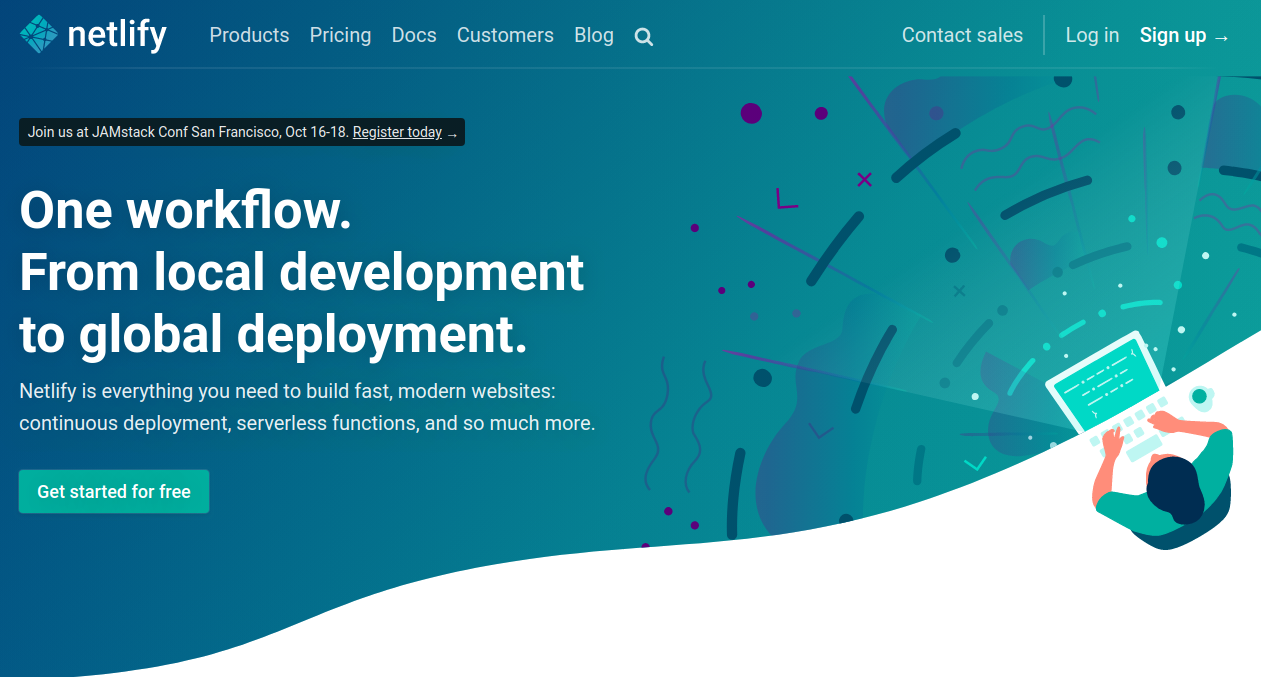 netlify
Products Pricing Docs Customers Blog
Contact sales Log in Sign up →
Join us at JAMstack Conf San Francisco, Oct 16-18. Register today →
One workflow.
From local development
to global deployment.
Netlify is everything you need to build fast, modern websites:
continuous deployment, serverless functions, and so much more.
Get started for free